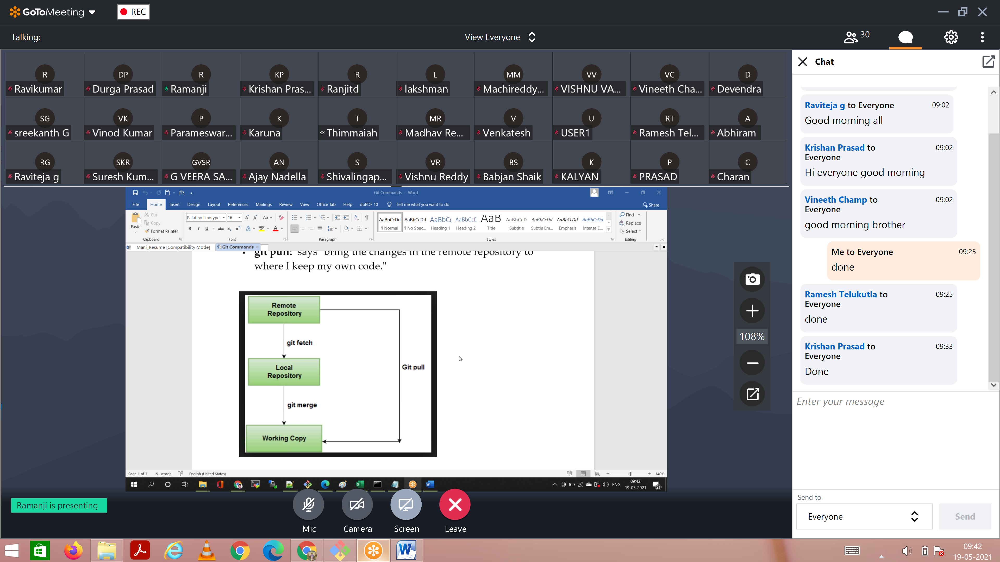 GoToMeeting
REC
Talking:
View Everyone
30
R
DP
R
KP
R
L
MM
VV
VC
D
Ravikumar
Durga Prasad
Ramanji
Krishan Pras...
Ranjitd
lakshman
Machireddy...
VISHNU VA...
Vineeth Cha...
Devendra
SG
VK
P
K
T
MR
V
U
RT
A
sreekanth G
Vinod Kumar
Parameswar...
Karuna
Thimmaiah
Madhav Re...
Venkatesh
USER1
Ramesh Tel...
Abhiram
RG
SKR
GVSR
AN
S
VR
BS
K
P
C
Raviteja g
Suresh Kum...
G VEERA SA...
Ajay Nadella
Shivalingap...
Vishnu Reddy
Babjan Shaik
KALYAN
PRASAD
Charan
Git Commands - Word
File Home Insert Design Layout References Mailings Review View Office Tab Help doPDF 10 Tell me what you want to do
Share
Paste
Cut
Copy
Format Painter
Clipboard
Palatino Linotype
16
Font
Paragraph
AaBbCcDd AaBbCcDd AaBbC( AaBbCcE AaB AaBbCcD AaBbCcDd AaBbCcDd AaBbCcDd
¶ Normal ¶ No Spac... Heading 1 Heading 2 Title Subtitle Subtle Em... Emphasis Intense E...
Styles
Find
Replace
Select
Editing
Mani_Resume [Compatibility Mode]
Git Commands
git pull: says "bring the changes in the remote repository to
where I keep my own code."
Remote
Repository
git fetch
Local
Repository
Git pull
git merge
Working Copy
Page 1 of 3 151 words English (United States)
140%
ENG
09:42
19-05-2021
21
108%
Ramanji is presenting
Mic
Camera
Screen
Leave
Chat
Raviteja g to Everyone 09:02
Good morning all
Krishan Prasad to 09:02
Everyone
Hi everyone good morning
Vineeth Champ to 09:02
Everyone
good morning brother
Me to Everyone 09:25
done
Ramesh Telukutla to 09:25
Everyone
done
Krishan Prasad to 09:33
Everyone
Done
Enter your message
Send to
Everyone
Send
09:42
19-05-2021